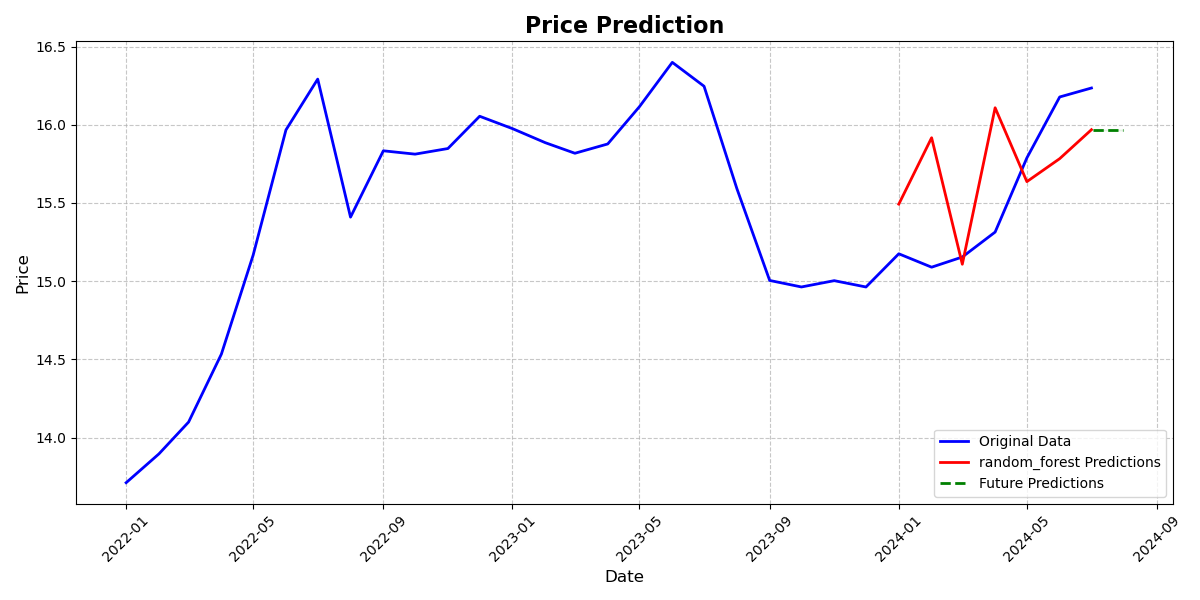 Price Prediction
16.5
16.0
15.5
15.0
14.5
14.0
Price
Original Data
random_forest Predictions
Future Predictions
2022-01
2022-05
2022-09
2023-01
2023-05
2023-09
2024-01
2024-05
2024-09
Date